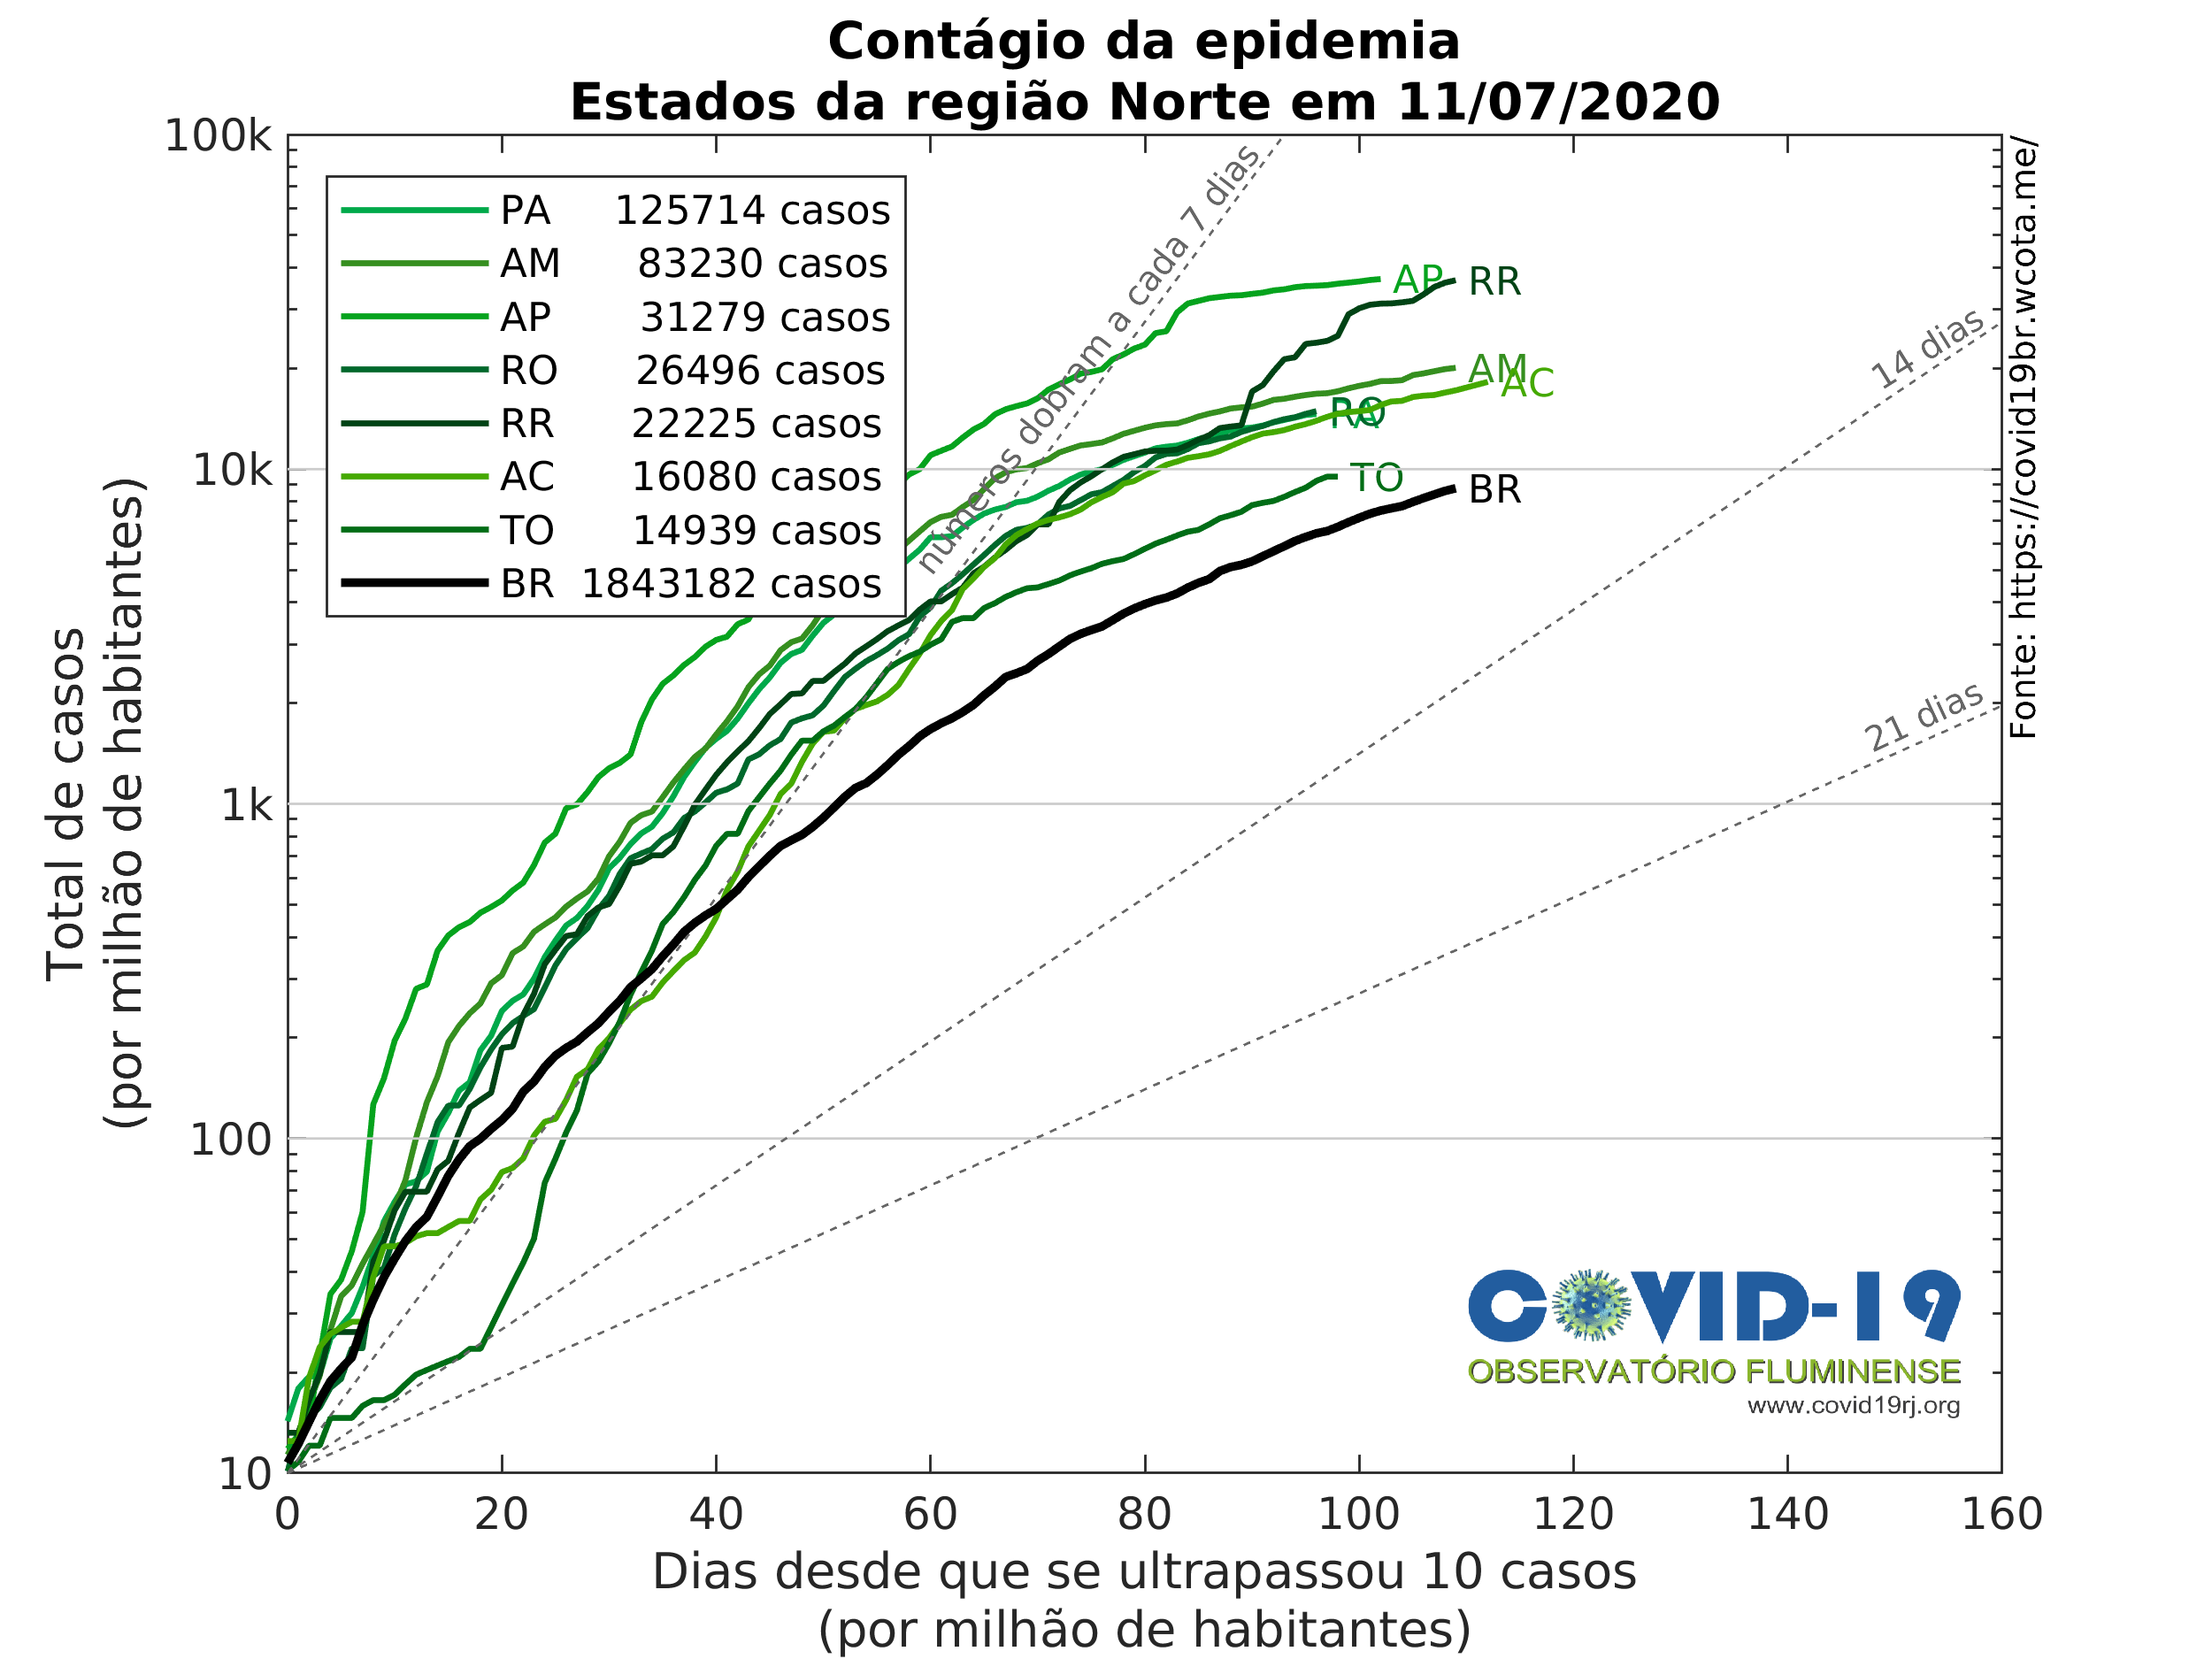 Contágio da epidemia
Estados da região Norte em 11/07/2020
100k
10k
1k
100
10
Total de casos
(por milhão de habitantes)
PA 125714 casos
AM 83230 casos
AP 31279 casos
RO 26496 casos
RR 22225 casos
AC 16080 casos
TO 14939 casos
BR 1843182 casos
números dobram a cada 7 dias
14 dias
21 dias
AP
RR
AM
AC
RO
PA
TO
BR
Fonte: https://covid19br.wcota.me/
COVID-19
OBSERVATÓRIO FLUMINENSE
www.covid19rj.org
0 20 40 60 80 100 120 140 160
Dias desde que se ultrapassou 10 casos
(por milhão de habitantes)